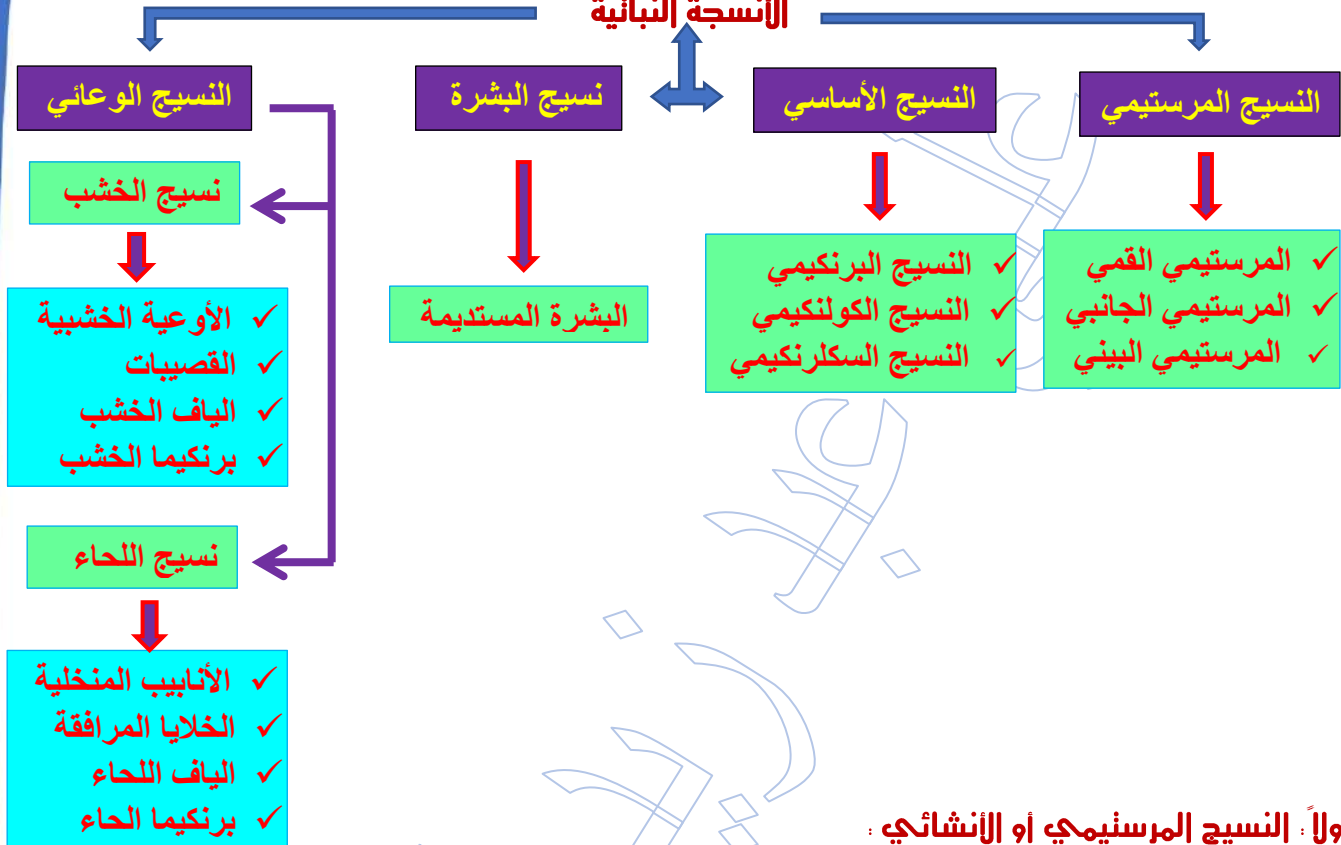 الأنسجة النباتية
النسيج المرستيمي
المرستيمي القمي
المرستيمي الجانبي
المرستيمي البيني
النسيج الأساسي
النسيج البرنكيمي
النسيج الكولنكيمي
النسيج السكلرنكيمي
نسيج البشرة
البشرة المستديمة
النسيج الوعائي
نسيج الخشب
الأوعية الخشبية
القصيبات
الياف الخشب
برنكيما الخشب
نسيج اللحاء
الأنابيب المنخلية
الخلايا المرافقة
الياف اللحاء
برنكيما الحاء
ولاً : النسيج المرستيمي أو الأنشائي :